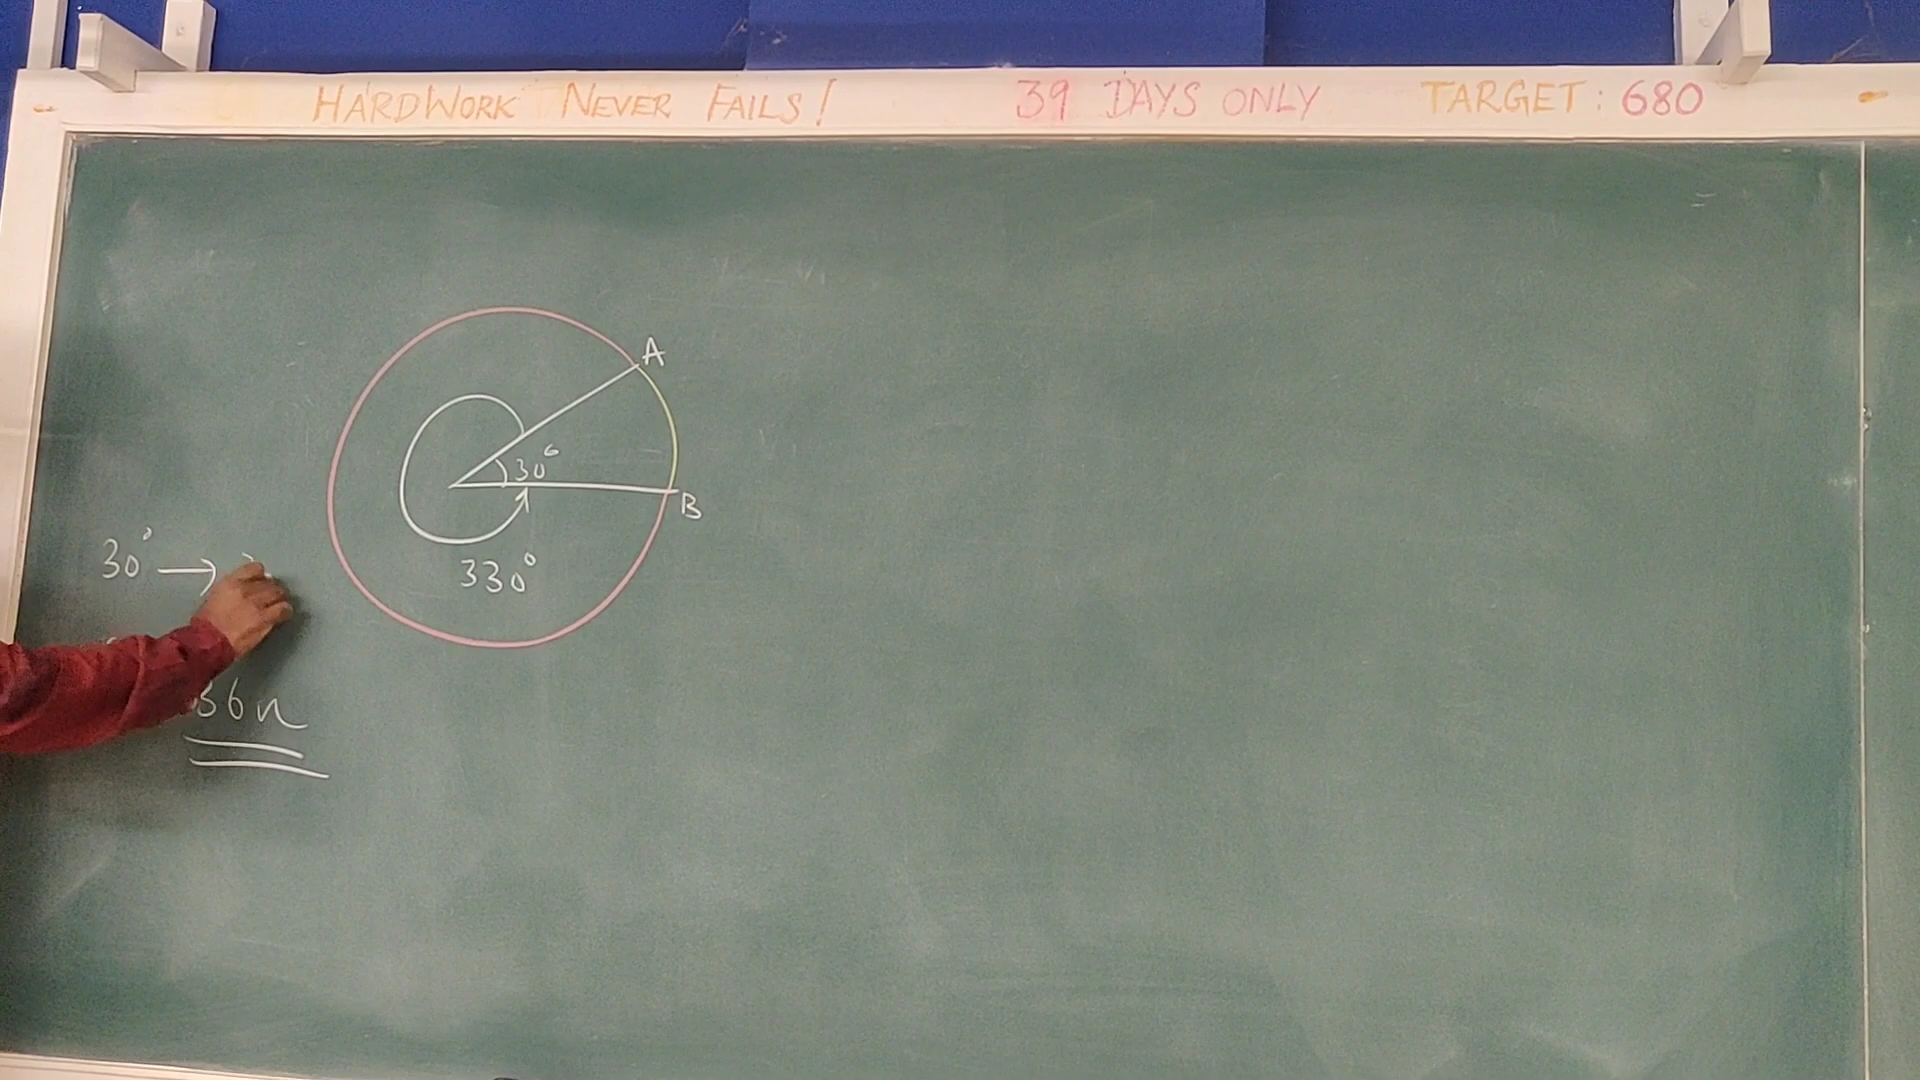 HARDWORK NEVER FAILS! 39 DAYS ONLY TARGET: 680
A
30°
B
30° →
330°